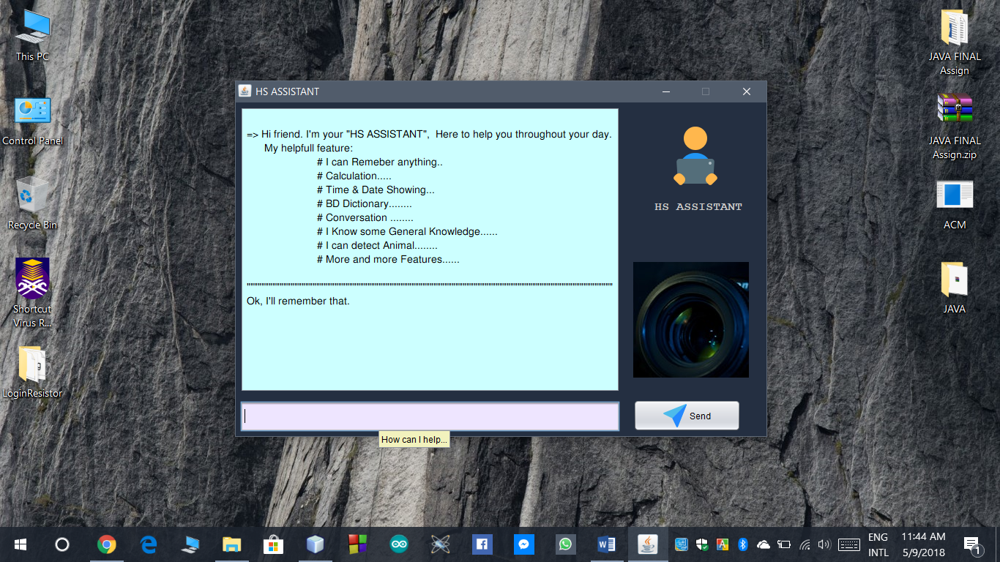 This PC
Control Panel
Recycle Bin
Shortcut
Virus R...
LoginResistor
HS ASSISTANT
=> Hi friend. I'm your "HS ASSISTANT",  Here to help you throughout your day.
My helpfull feature:
# I can Remeber anything..
# Calculation.....
# Time & Date Showing...
# BD Dictionary........
# Conversation ........
# I Know some General Knowledge......
# I can detect Animal........
# More and more Features......
Ok, I'll remember that.
HS ASSISTANT
Send
How can I help...
JAVA FINAL
Assign
JAVA FINAL
Assign.zip
ACM
JAVA
ENG
INTL
11:44 AM
5/9/2018
1